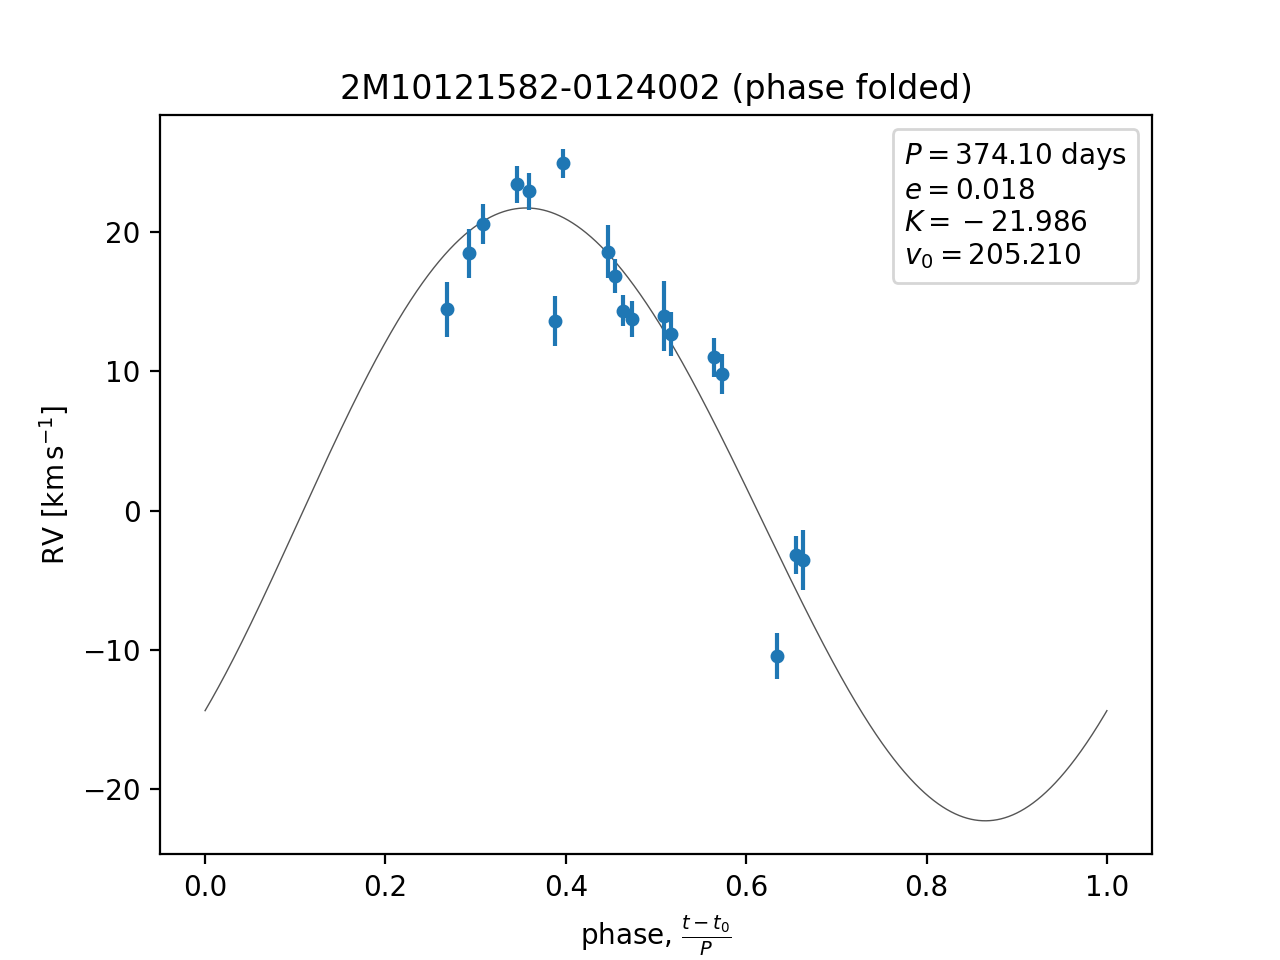 2M10121582-0124002 (phase folded)
P = 374.10 days
e = 0.018
K = −21.986
v₀ = 205.210
RV [km s⁻¹]
20
10
0
−10
−20
0.0 0.2 0.4 0.6 0.8 1.0
phase, (t − t₀)/P